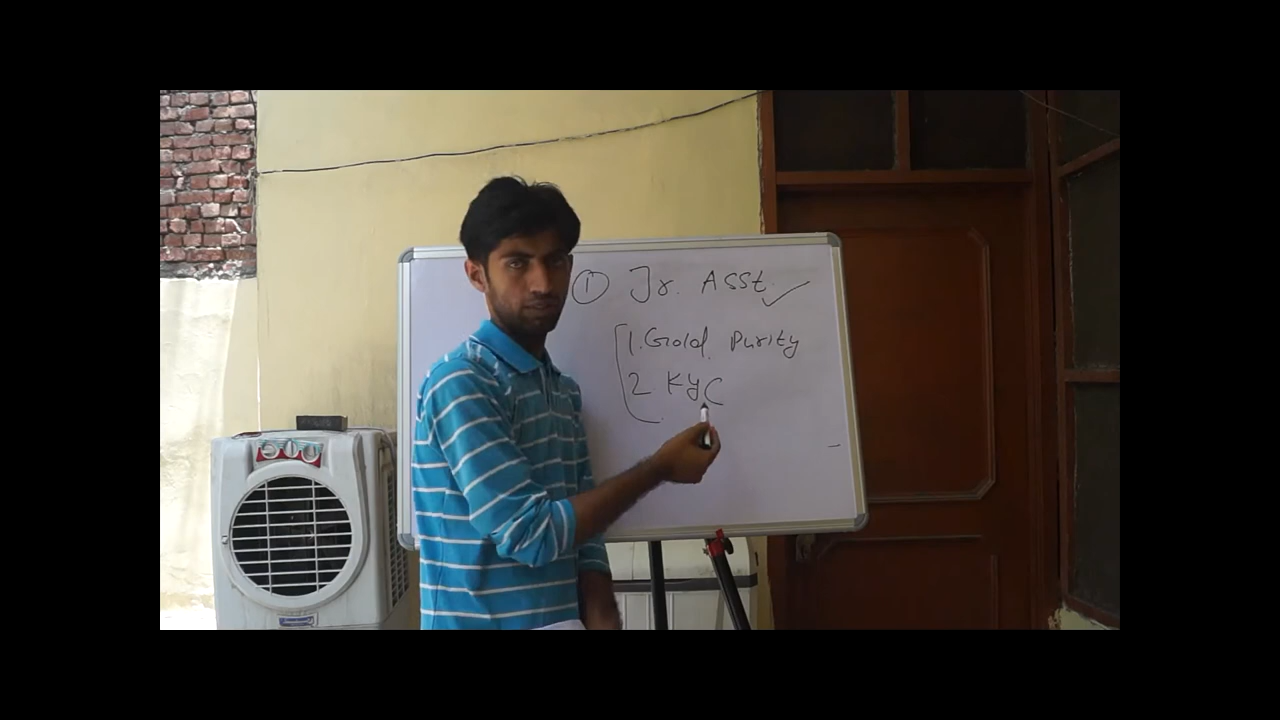 ① Jr. Asst.
1. Gold Purity
2 KYC